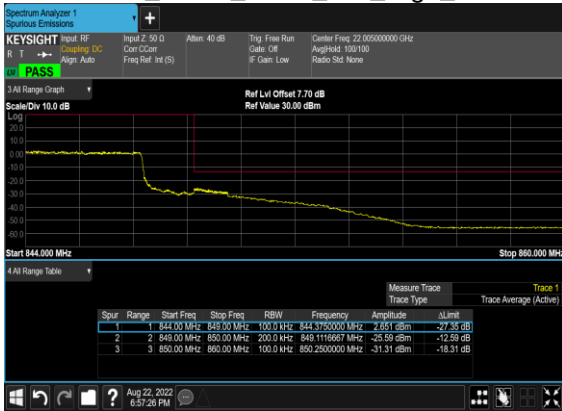 Spectrum Analyzer 1
Spurious Emissions
+
KEYSIGHT Input: RF Input Z: 50 Ω Atten: 40 dB Trig: Free Run Center Freq: 22.005000000 GHz
R T Coupling: DC Corr CCorr Gate: Off Avg|Hold: 100/100
Align: Auto Freq Ref: Int (S) IF Gain: Low Radio Std: None
PASS
3 All Range Graph Ref Lvl Offset 7.70 dB
Scale/Div 10.0 dB Ref Value 30.00 dBm
Log
20.0
10.0
0.00
-10.0
-20.0
-30.0
-40.0
-50.0
-60.0
Start 844.000 MHz Stop 860.000 MHz
4 All Range Table
Measure Trace Trace 1
Trace Type Trace Average (Active)
Spur Range Start Freq Stop Freq RBW Frequency Amplitude ΔLimit
1 1 844.00 MHz 849.00 MHz 100.0 kHz 844.3750000 MHz 2.651 dBm -27.35 dB
2 2 849.00 MHz 850.00 MHz 200.0 kHz 849.1116667 MHz -25.59 dBm -12.59 dB
3 3 850.00 MHz 860.00 MHz 100.0 kHz 850.2500000 MHz -31.31 dBm -18.31 dB
? Aug 22, 2022
6:57:26 PM